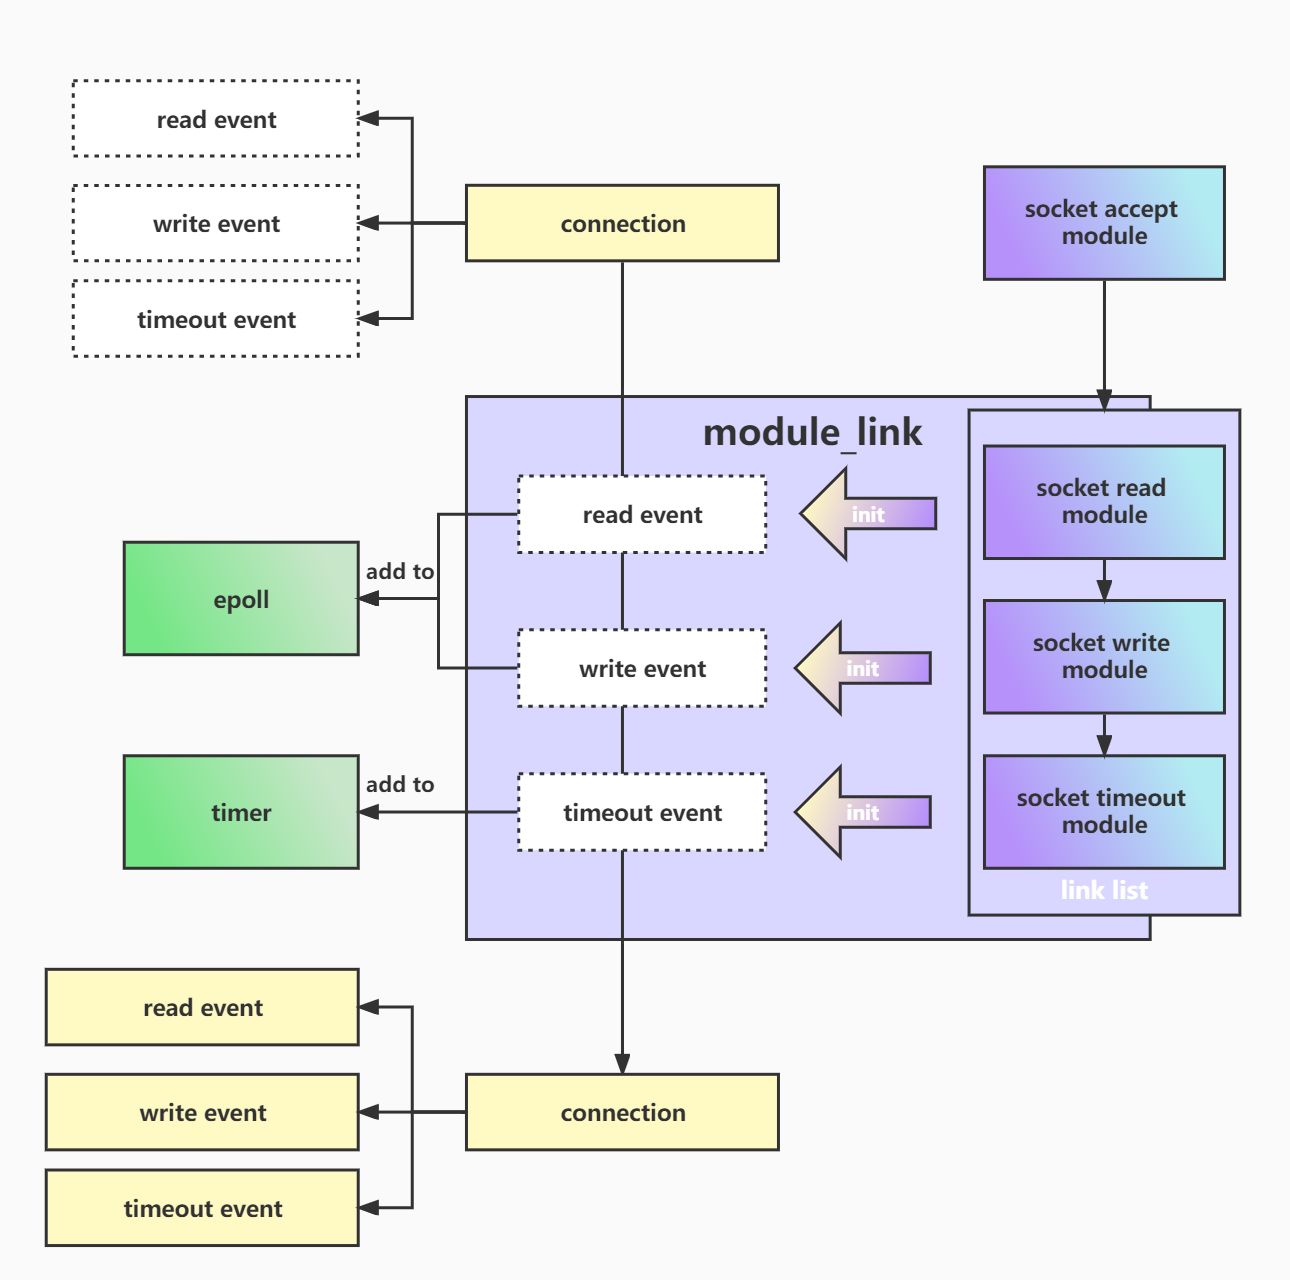 read event
write event
timeout event
connection
socket accept
module
module_link
read event
init
socket read
module
add to
epoll
write event
init
socket write
module
add to
timer
timeout event
init
socket timeout
module
link list
read event
write event
timeout event
connection